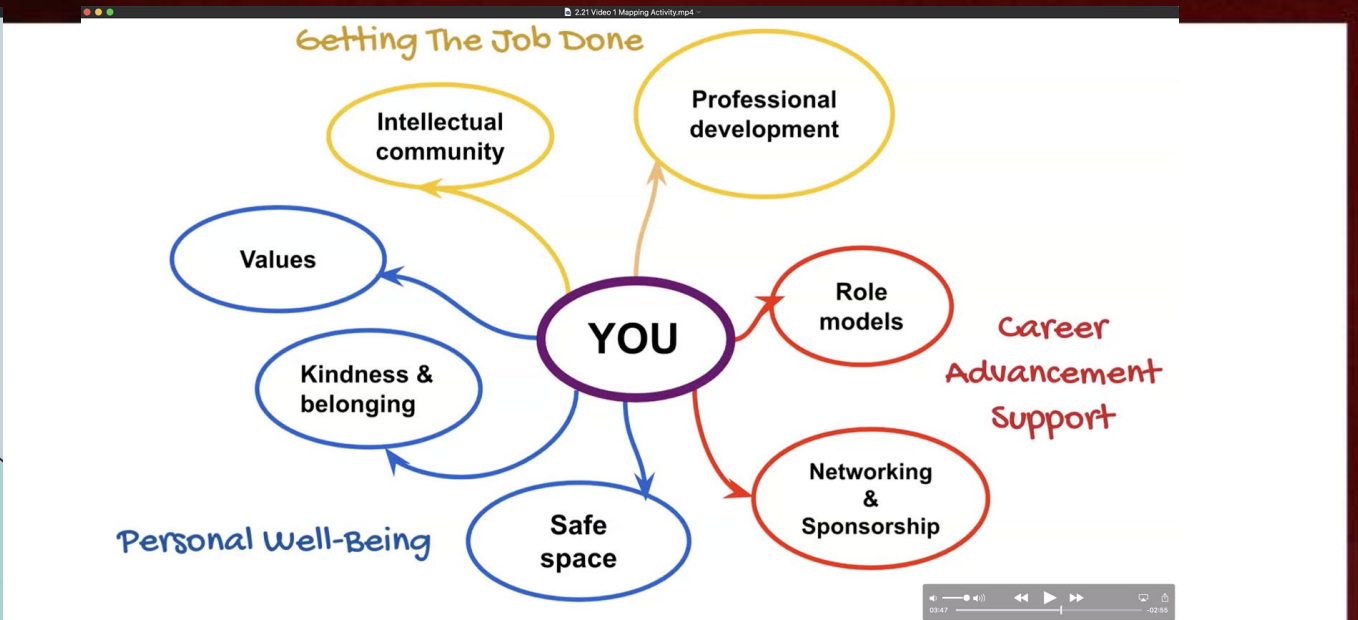 2.21 Video 1 Mapping Activity.mp4
Getting The Job Done
Professional
development
Intellectual
community
Values
YOU
Role
models
Career
Advancement
Support
Kindness &
belonging
Networking
&
Sponsorship
Safe
space
Personal Well-Being
03:47
-02:55